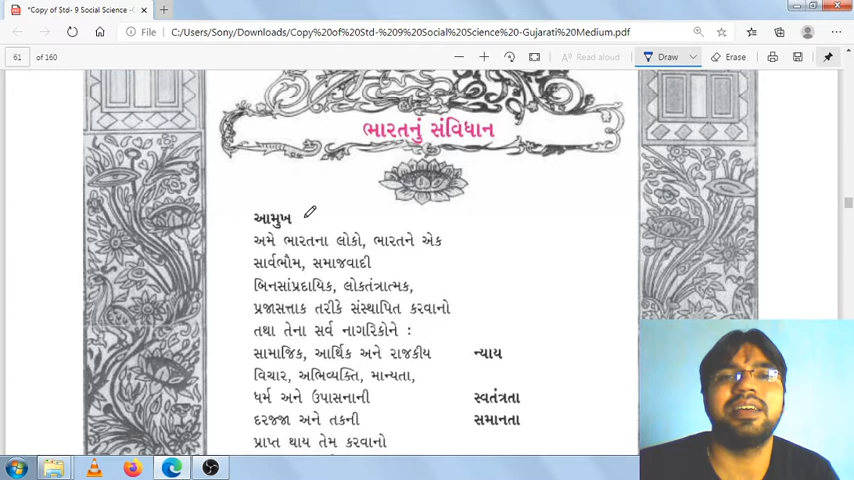 *Copy of Std- 9 Social Science -G
File C:/Users/Sony/Downloads/Copy%20of%20Std-%209%20Social%20Science%20-Gujarati%20Medium.pdf
61 of 160 Read aloud Draw Erase
ભારતનું સંવિધાન
આમુખ
અમે ભારતના લોકો, ભારતને એક
સાર્વભૌમ, સમાજવાદી
બિનસાંપ્રદાયિક, લોકતંત્રાત્મક,
પ્રજાસત્તાક તરીકે સંસ્થાપિત કરવાનો
તથા તેના સર્વ નાગરિકોને :
સામાજિક, આર્થિક અને રાજકીય ન્યાય
વિચાર, અભિવ્યક્તિ, માન્યતા,
ધર્મ અને ઉપાસનાની સ્વતંત્રતા
દરજ્જા અને તકની સમાનતા
પ્રાપ્ત થાય તેમ કરવાનો